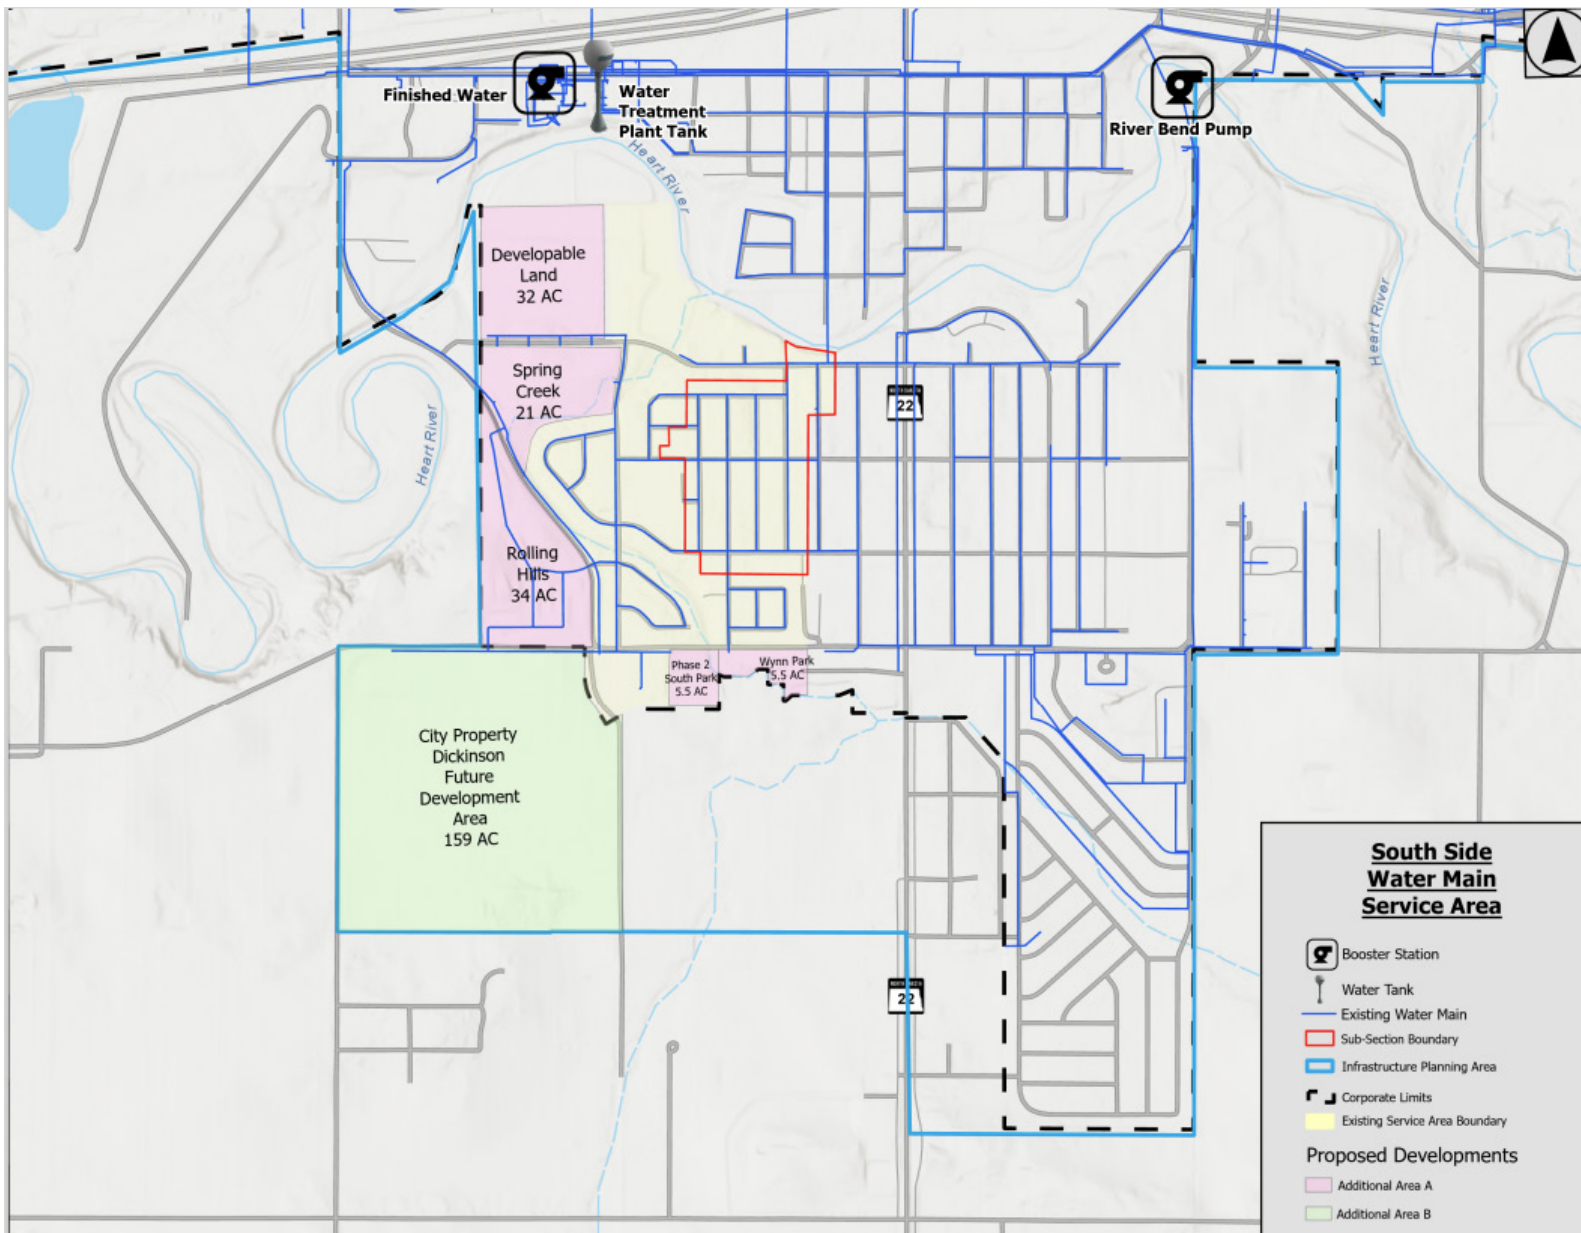 Finished Water
Water
Treatment
Plant Tank
River Bend Pump
Heart River
Developable
Land
32 AC
Spring
Creek
21 AC
22
Heart River
Heart River
Rolling
Hills
34 AC
Phase 2
South Park
5.5 AC
Wynn Park
5.5 AC
City Property
Dickinson
Future
Development
Area
159 AC
22
South Side
Water Main
Service Area
Booster Station
Water Tank
Existing Water Main
Sub-Section Boundary
Infrastructure Planning Area
Corporate Limits
Existing Service Area Boundary
Proposed Developments
Additional Area A
Additional Area B